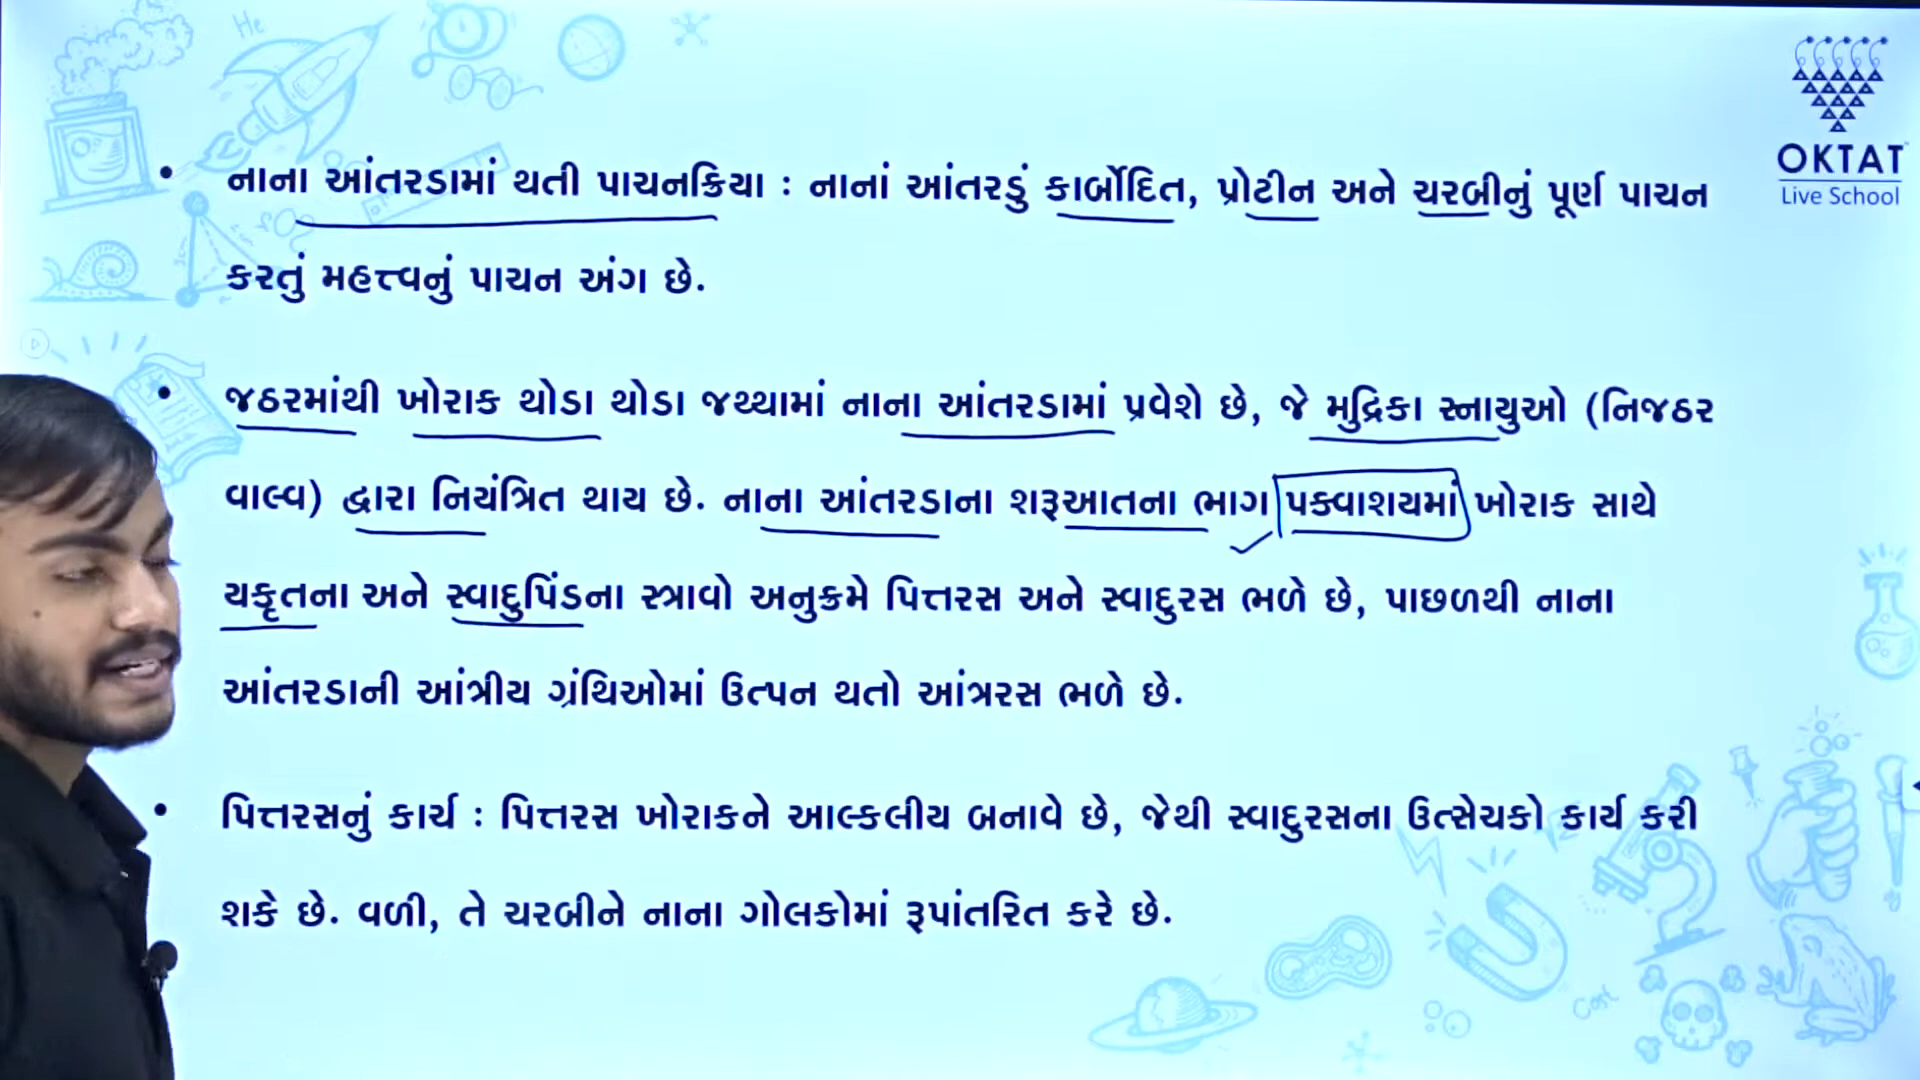 OKTAT
Live School
નાના આંતરડામાં થતી પાચનક્રિયા : નાનાં આંતરડું કાર્બોદિત, પ્રોટીન અને ચરબીનું પૂર્ણ પાચન
કરતું મહત્ત્વનું પાચન અંગ છે.
જઠરમાંથી ખોરાક થોડા થોડા જથ્થામાં નાના આંતરડામાં પ્રવેશે છે, જે મુદ્રિકા સ્નાયુઓ (નિજઠર
વાલ્વ) દ્વારા નિયંત્રિત થાય છે. નાના આંતરડાના શરૂઆતના ભાગ પક્વાશયમાં ખોરાક સાથે
યકૃતના અને સ્વાદુપિંડના સ્ત્રાવો અનુક્રમે પિત્તરસ અને સ્વાદુરસ ભળે છે, પાછળથી નાના
આંતરડાની આંત્રીય ગ્રંથિઓમાં ઉત્પન થતો આંત્રરસ ભળે છે.
પિત્તરસનું કાર્ય : પિત્તરસ ખોરાકને આલ્કલીય બનાવે છે, જેથી સ્વાદુરસના ઉત્સેચકો કાર્ય કરી
શકે છે. વળી, તે ચરબીને નાના ગોલકોમાં રૂપાંતરિત કરે છે.
He
Cost